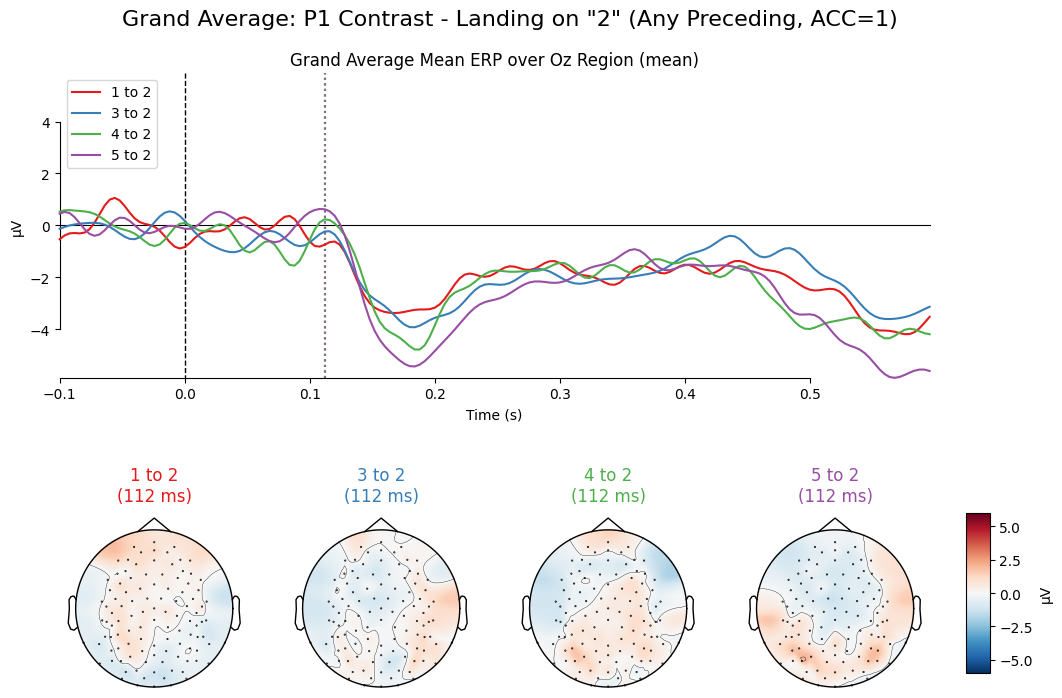 Grand Average: P1 Contrast - Landing on "2" (Any Preceding, ACC=1)
Grand Average Mean ERP over Oz Region (mean)
1 to 2
3 to 2
4 to 2
5 to 2
4
2
0
−2
−4
µV
−0.1 0.0 0.1 0.2 0.3 0.4 0.5
Time (s)
1 to 2
(112 ms)
3 to 2
(112 ms)
4 to 2
(112 ms)
5 to 2
(112 ms)
5.0
2.5
0.0
−2.5
−5.0
µV